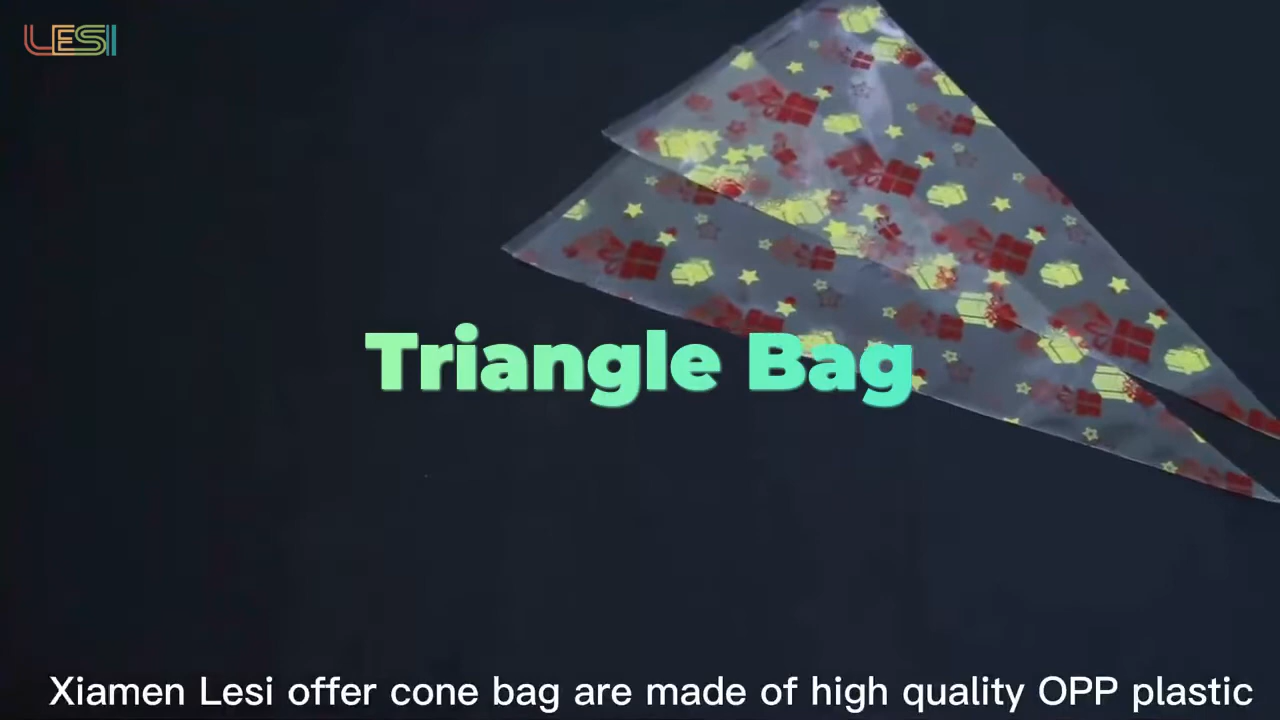 LESI
Triangle Bag
Xiamen Lesi offer cone bag are made of high quality OPP plastic